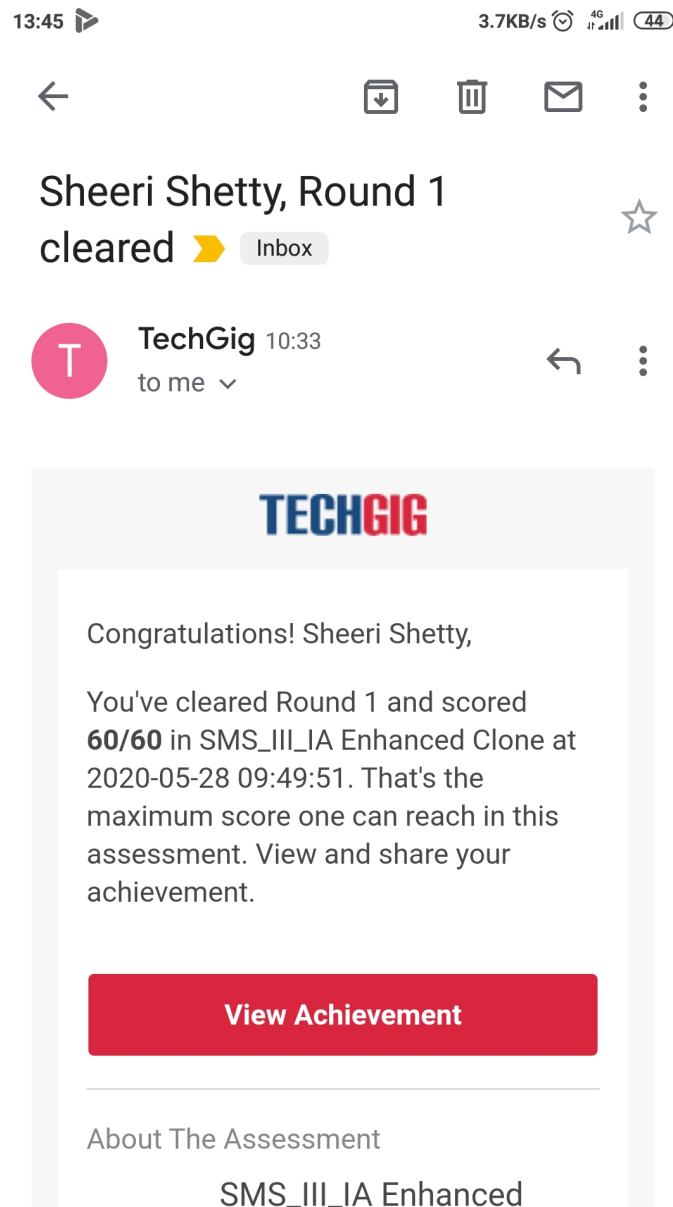 13:45 3.7KB/s 4G 44
Sheeri Shetty, Round 1
cleared Inbox
T TechGig 10:33
to me
TECHGIG
Congratulations! Sheeri Shetty,
You've cleared Round 1 and scored
60/60 in SMS_III_IA Enhanced Clone at
2020-05-28 09:49:51. That's the
maximum score one can reach in this
assessment. View and share your
achievement.
View Achievement
About The Assessment
SMS_III_IA Enhanced